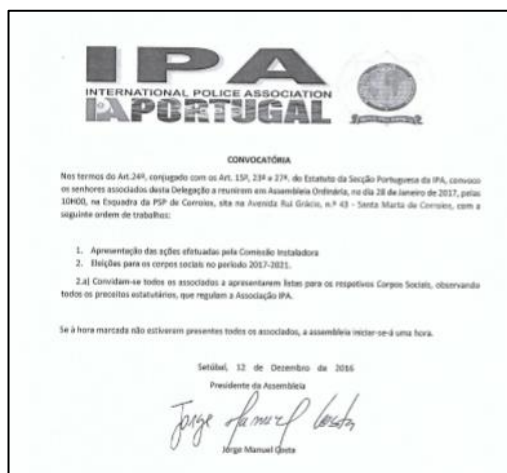 IPA
INTERNATIONAL POLICE ASSOCIATION
IPA PORTUGAL
CONVOCATÓRIA
Nos termos do Art.24º, conjugado com os Art. 15º, 23º e 27º, do Estatuto da Secção Portuguesa da IPA, convoco
os senhores associados desta Delegação a reunirem em Assembleia Ordinária, no dia 28 de Janeiro de 2017, pelas
10H00, na Esquadra da PSP de Corroios, sita na Avenida Rui Grácio, n.º 43 - Santa Marta de Corroios, com a
seguinte ordem de trabalhos:
1. Apresentação das ações efetuadas pela Comissão Instaladora
2. Eleições para os corpos sociais no período 2017-2021.
2.a) Convidam-se todos os associados a apresentarem listas para os respetivos Corpos Sociais, observando
todos os preceitos estatutários, que regulam a Associação IPA.
Se à hora marcada não estiverem presentes todos os associados, a assembleia iniciar-se-á uma hora.
Setúbal, 12 de Dezembro de 2016
Presidente da Assembleia
Jorge Manuel Costa
Jorge Manuel Costa